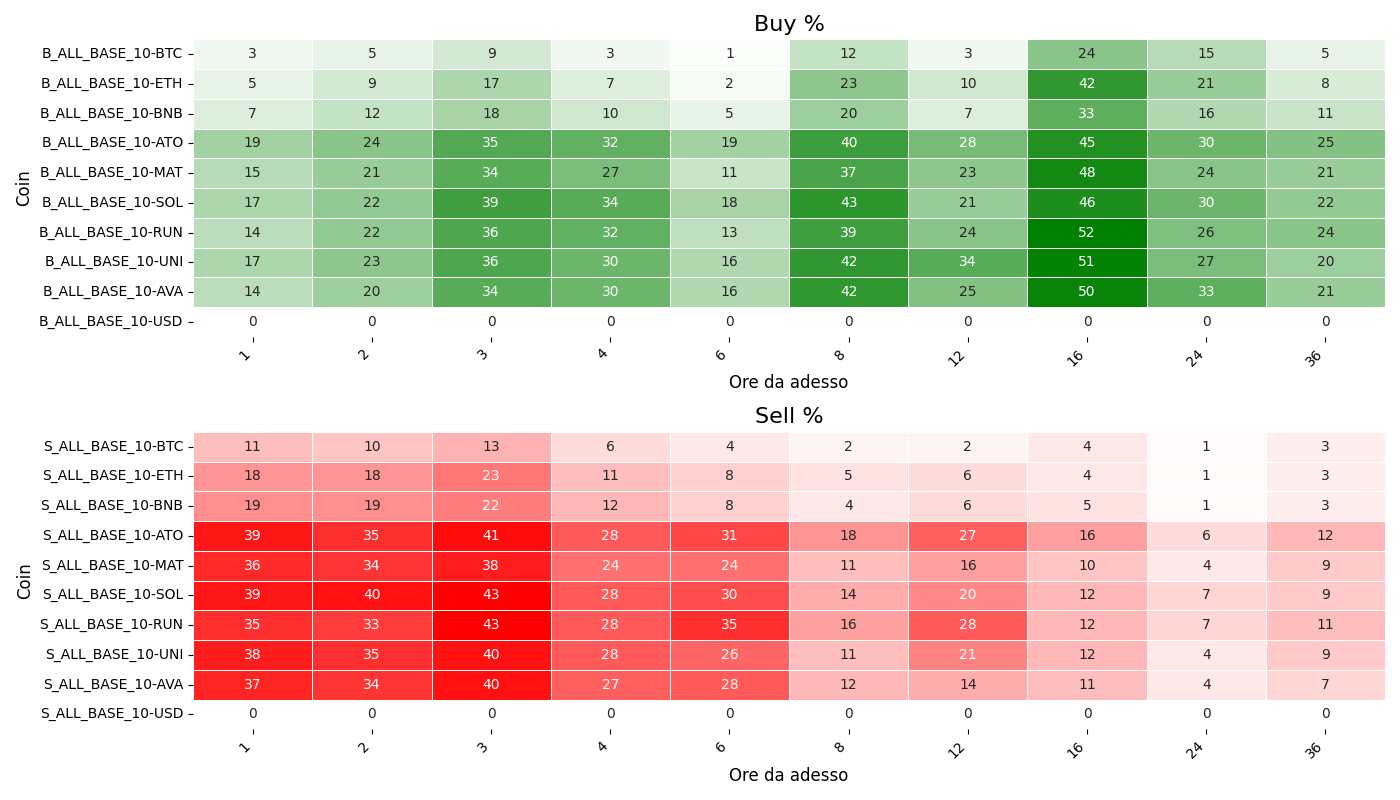 Buy %
Coin
B_ALL_BASE_10-BTC 3 5 9 3 1 12 3 24 15 5
B_ALL_BASE_10-ETH 5 9 17 7 2 23 10 42 21 8
B_ALL_BASE_10-BNB 7 12 18 10 5 20 7 33 16 11
B_ALL_BASE_10-ATO 19 24 35 32 19 40 28 45 30 25
B_ALL_BASE_10-MAT 15 21 34 27 11 37 23 48 24 21
B_ALL_BASE_10-SOL 17 22 39 34 18 43 21 46 30 22
B_ALL_BASE_10-RUN 14 22 36 32 13 39 24 52 26 24
B_ALL_BASE_10-UNI 17 23 36 30 16 42 34 51 27 20
B_ALL_BASE_10-AVA 14 20 34 30 16 42 25 50 33 21
B_ALL_BASE_10-USD 0 0 0 0 0 0 0 0 0 0
1 2 3 4 6 8 12 16 24 36
Ore da adesso
Sell %
Coin
S_ALL_BASE_10-BTC 11 10 13 6 4 2 2 4 1 3
S_ALL_BASE_10-ETH 18 18 23 11 8 5 6 4 1 3
S_ALL_BASE_10-BNB 19 19 22 12 8 4 6 5 1 3
S_ALL_BASE_10-ATO 39 35 41 28 31 18 27 16 6 12
S_ALL_BASE_10-MAT 36 34 38 24 24 11 16 10 4 9
S_ALL_BASE_10-SOL 39 40 43 28 30 14 20 12 7 9
S_ALL_BASE_10-RUN 35 33 43 28 35 16 28 12 7 11
S_ALL_BASE_10-UNI 38 35 40 28 26 11 21 12 4 9
S_ALL_BASE_10-AVA 37 34 40 27 28 12 14 11 4 7
S_ALL_BASE_10-USD 0 0 0 0 0 0 0 0 0 0
1 2 3 4 6 8 12 16 24 36
Ore da adesso